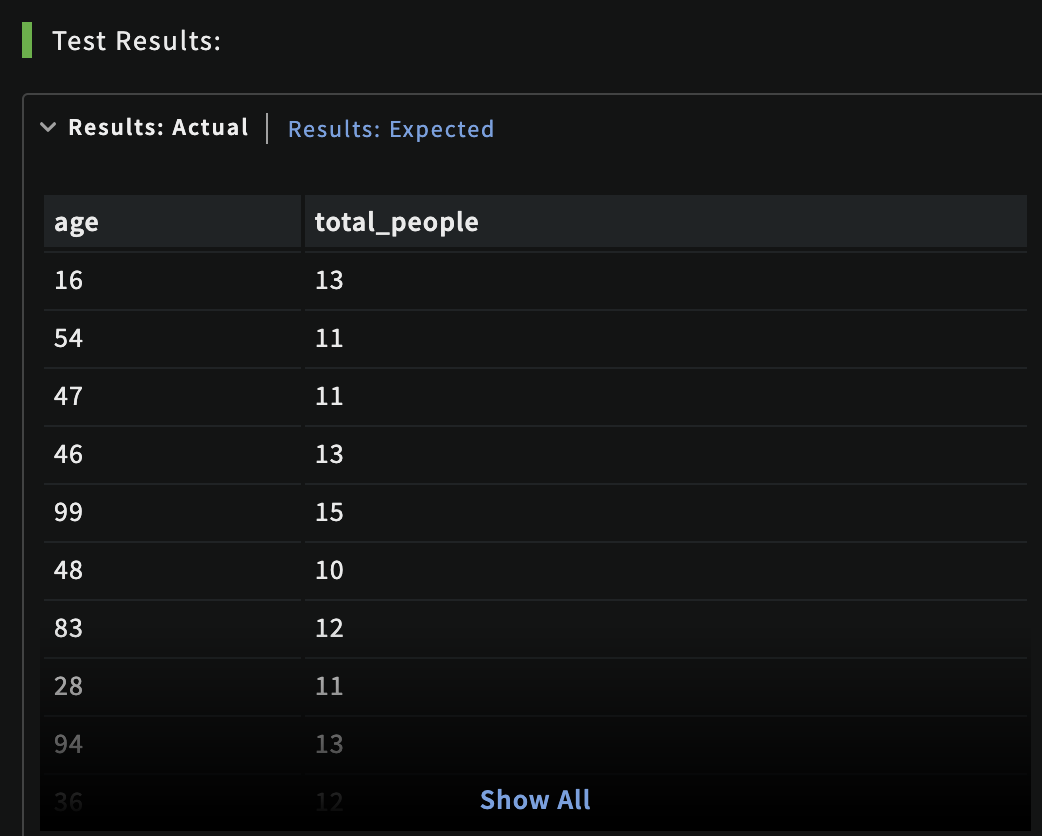 Test Results:
Results: Actual | Results: Expected
age total_people
16 13
54 11
47 11
46 13
99 15
48 10
83 12
28 11
94 13
36 12
Show All